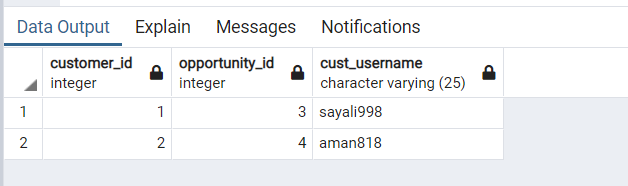 Data Output Explain Messages Notifications
customer_id opportunity_id cust_username
integer integer character varying (25)
1 1 3 sayali998
2 2 4 aman818